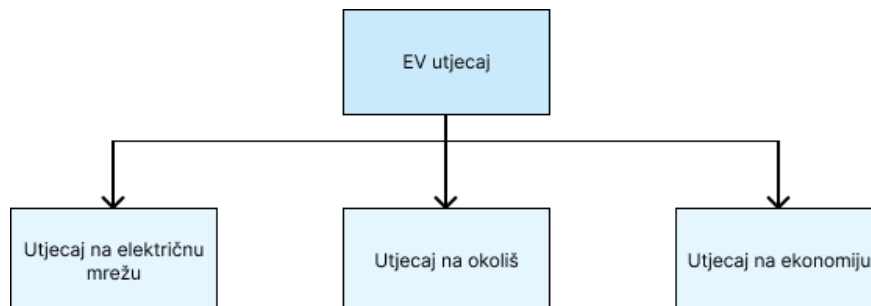 EV utjecaj
Utjecaj na električnu
mrežu
Utjecaj na okoliš
Utjecaj na ekonomiju